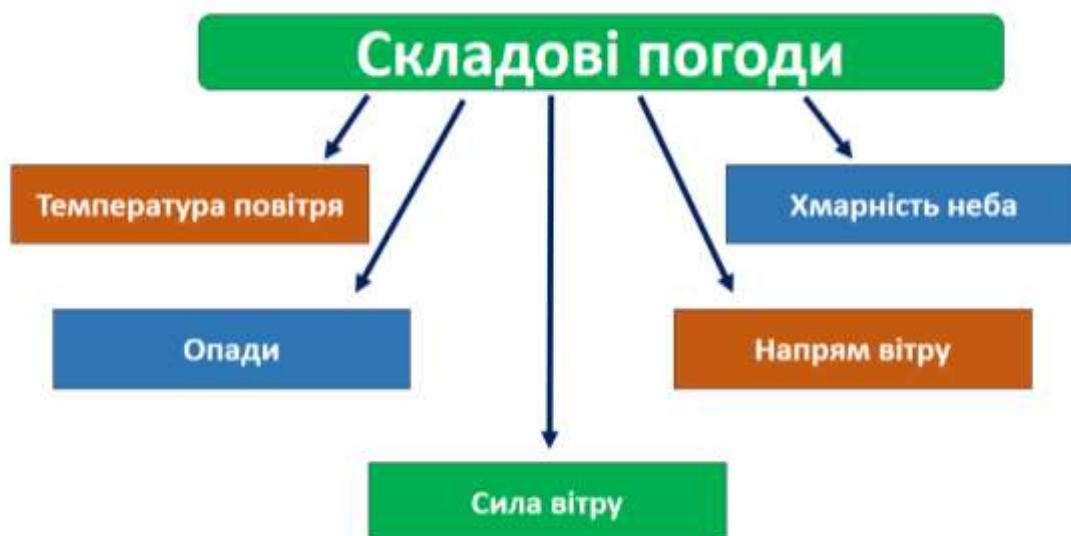 Складові погоди
Температура повітря
Хмарність неба
Опади
Напрям вітру
Сила вітру